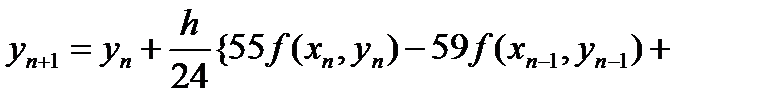 y_{n+1} = y_n + \frac{h}{24} \{55f(x_n, y_n) - 59f(x_{n-1}, y_{n-1}) +